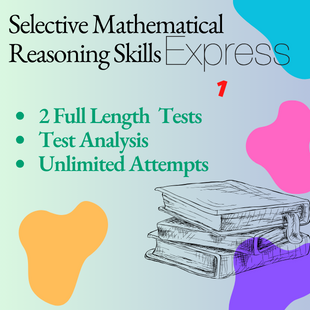 Selective Mathematical
Reasoning Skills Express
1
• 2 Full Length Tests
• Test Analysis
• Unlimited Attempts